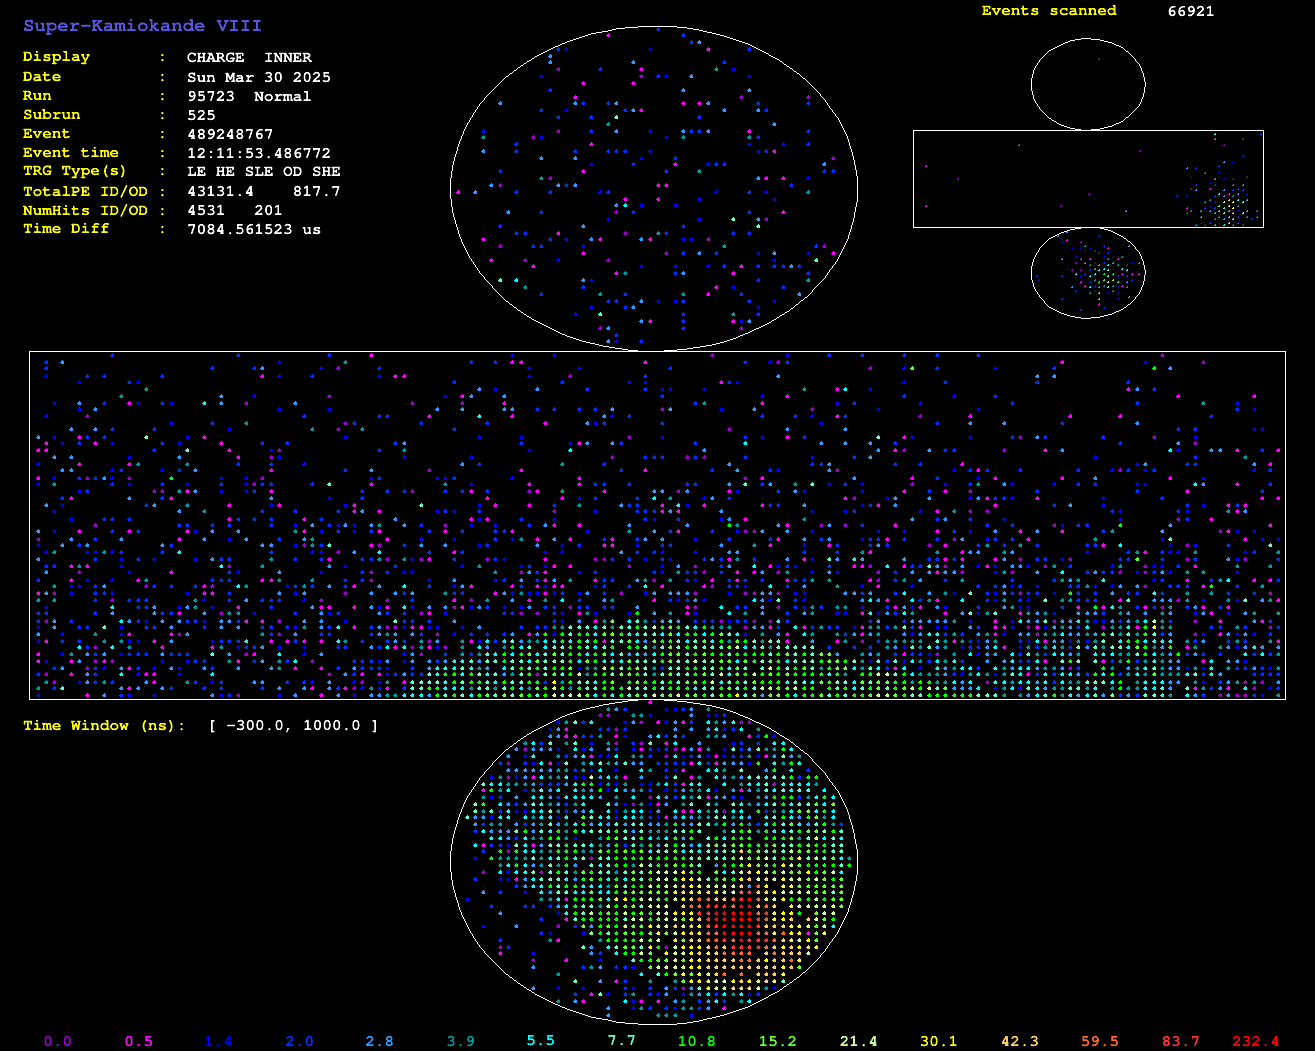 Super-Kamiokande VIII
Events scanned 66921
Display : CHARGE INNER
Date : Sun Mar 30 2025
Run : 95723 Normal
Subrun : 525
Event : 489248767
Event time : 12:11:53.486772
TRG Type(s) : LE HE SLE OD SHE
TotalPE ID/OD : 43131.4 817.7
NumHits ID/OD : 4531 201
Time Diff : 7084.561523 us
Time Window (ns): [ -300.0, 1000.0 ]
0.0 0.5 1.4 2.0 2.8 3.9 5.5 7.7 10.8 15.2 21.4 30.1 42.3 59.5 83.7 232.4